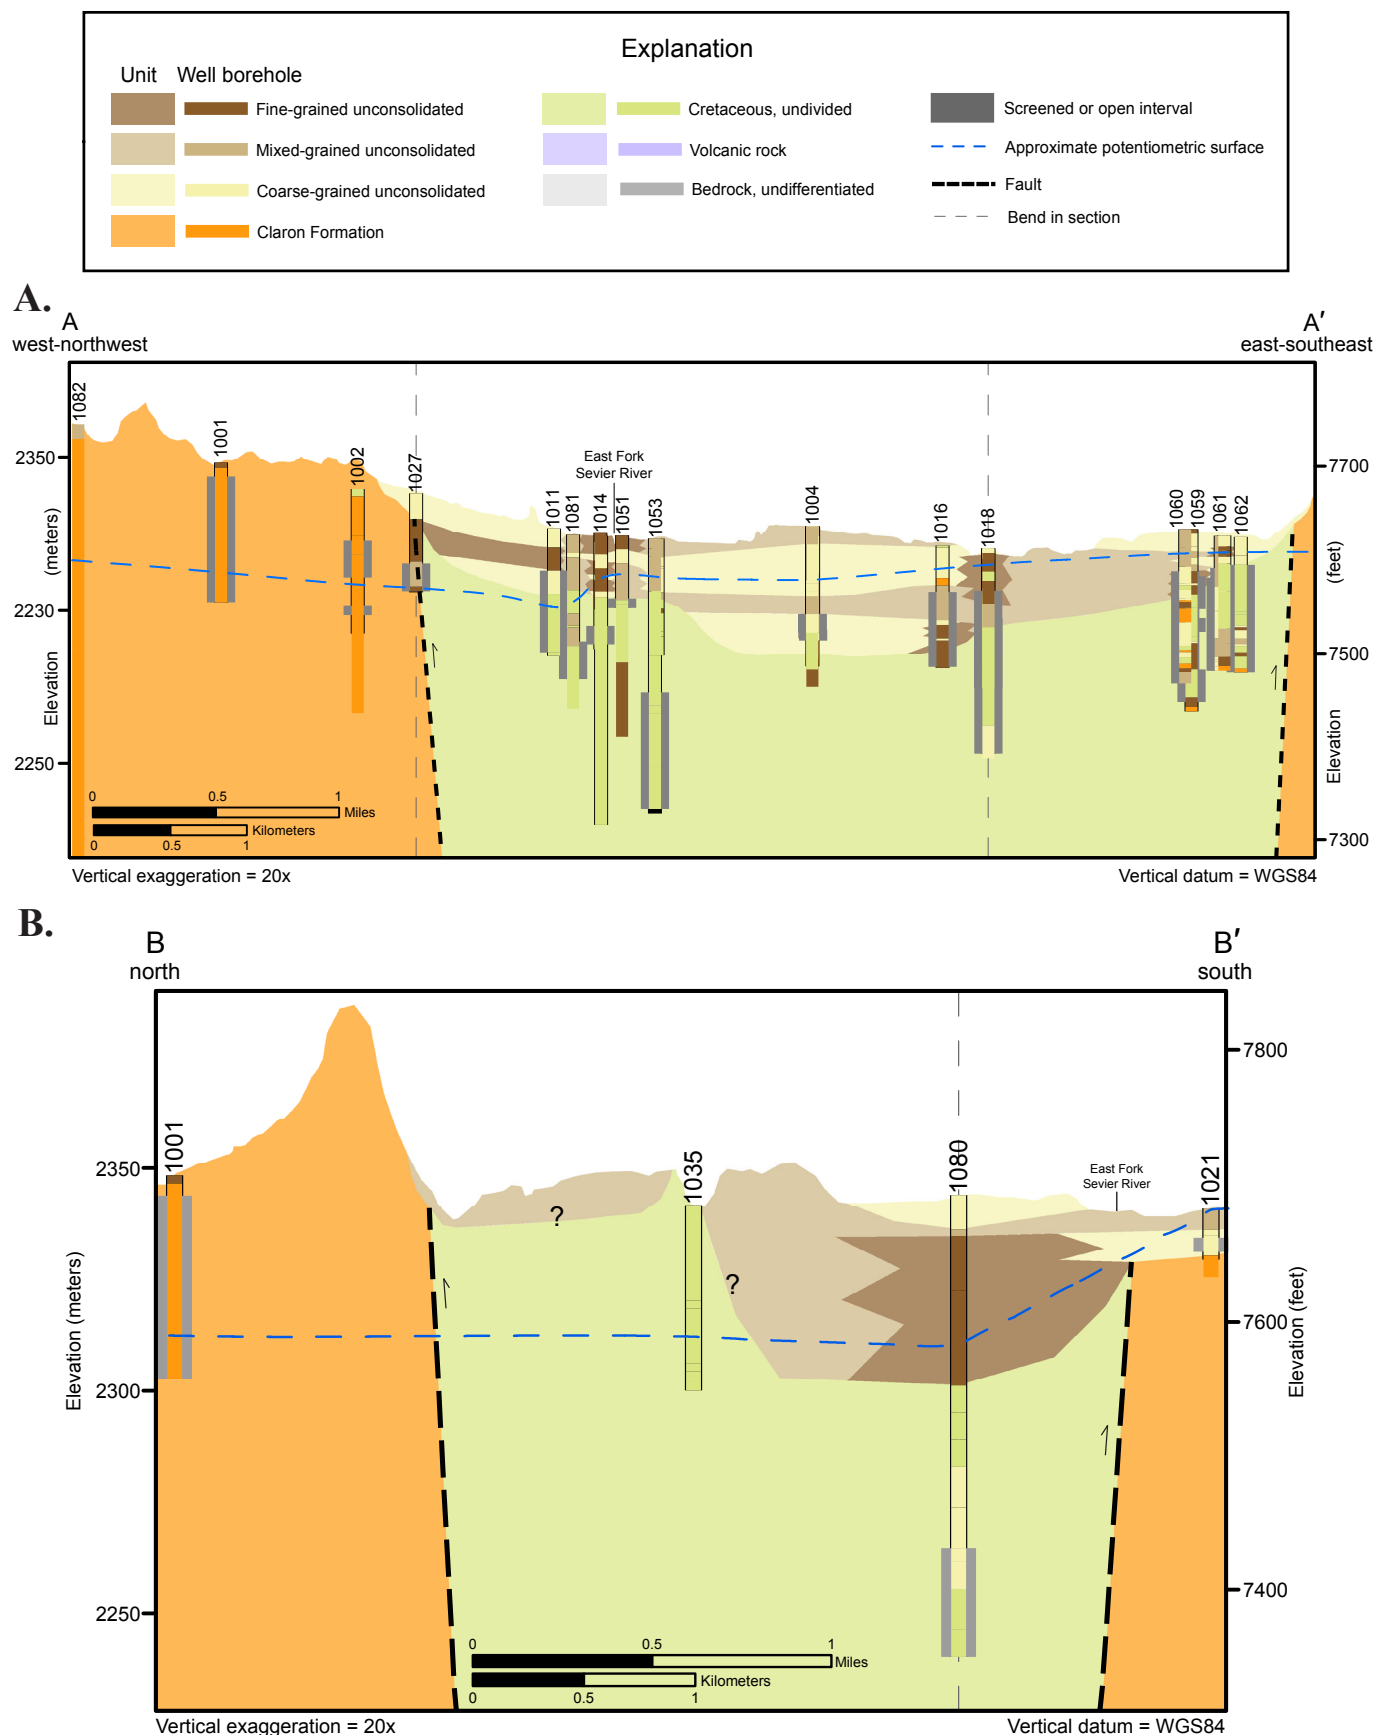 Explanation
Unit Well borehole
Fine-grained unconsolidated
Cretaceous, undivided
Screened or open interval
Mixed-grained unconsolidated
Volcanic rock
Approximate potentiometric surface
Coarse-grained unconsolidated
Bedrock, undifferentiated
Fault
Claron Formation
Bend in section
A.
A
west-northwest
A'
east-southeast
1082
1001
1002
1027
1011
1081
1014
East Fork
Sevier River
1051
1053
1004
1016
1018
1060
1059
1061
1062
2350
2230
2250
Elevation (meters)
7700
7500
7300
Elevation (feet)
0 0.5 1
Miles
Kilometers
0 0.5 1
Vertical exaggeration = 20x
Vertical datum = WGS84
B.
B
north
B'
south
1001
1035
1080
East Fork
Sevier River
1021
?
?
2350
2300
2250
Elevation (meters)
7800
7600
7400
Elevation (feet)
0 0.5 1
Miles
Kilometers
0 0.5 1
Vertical exaggeration = 20x
Vertical datum = WGS84